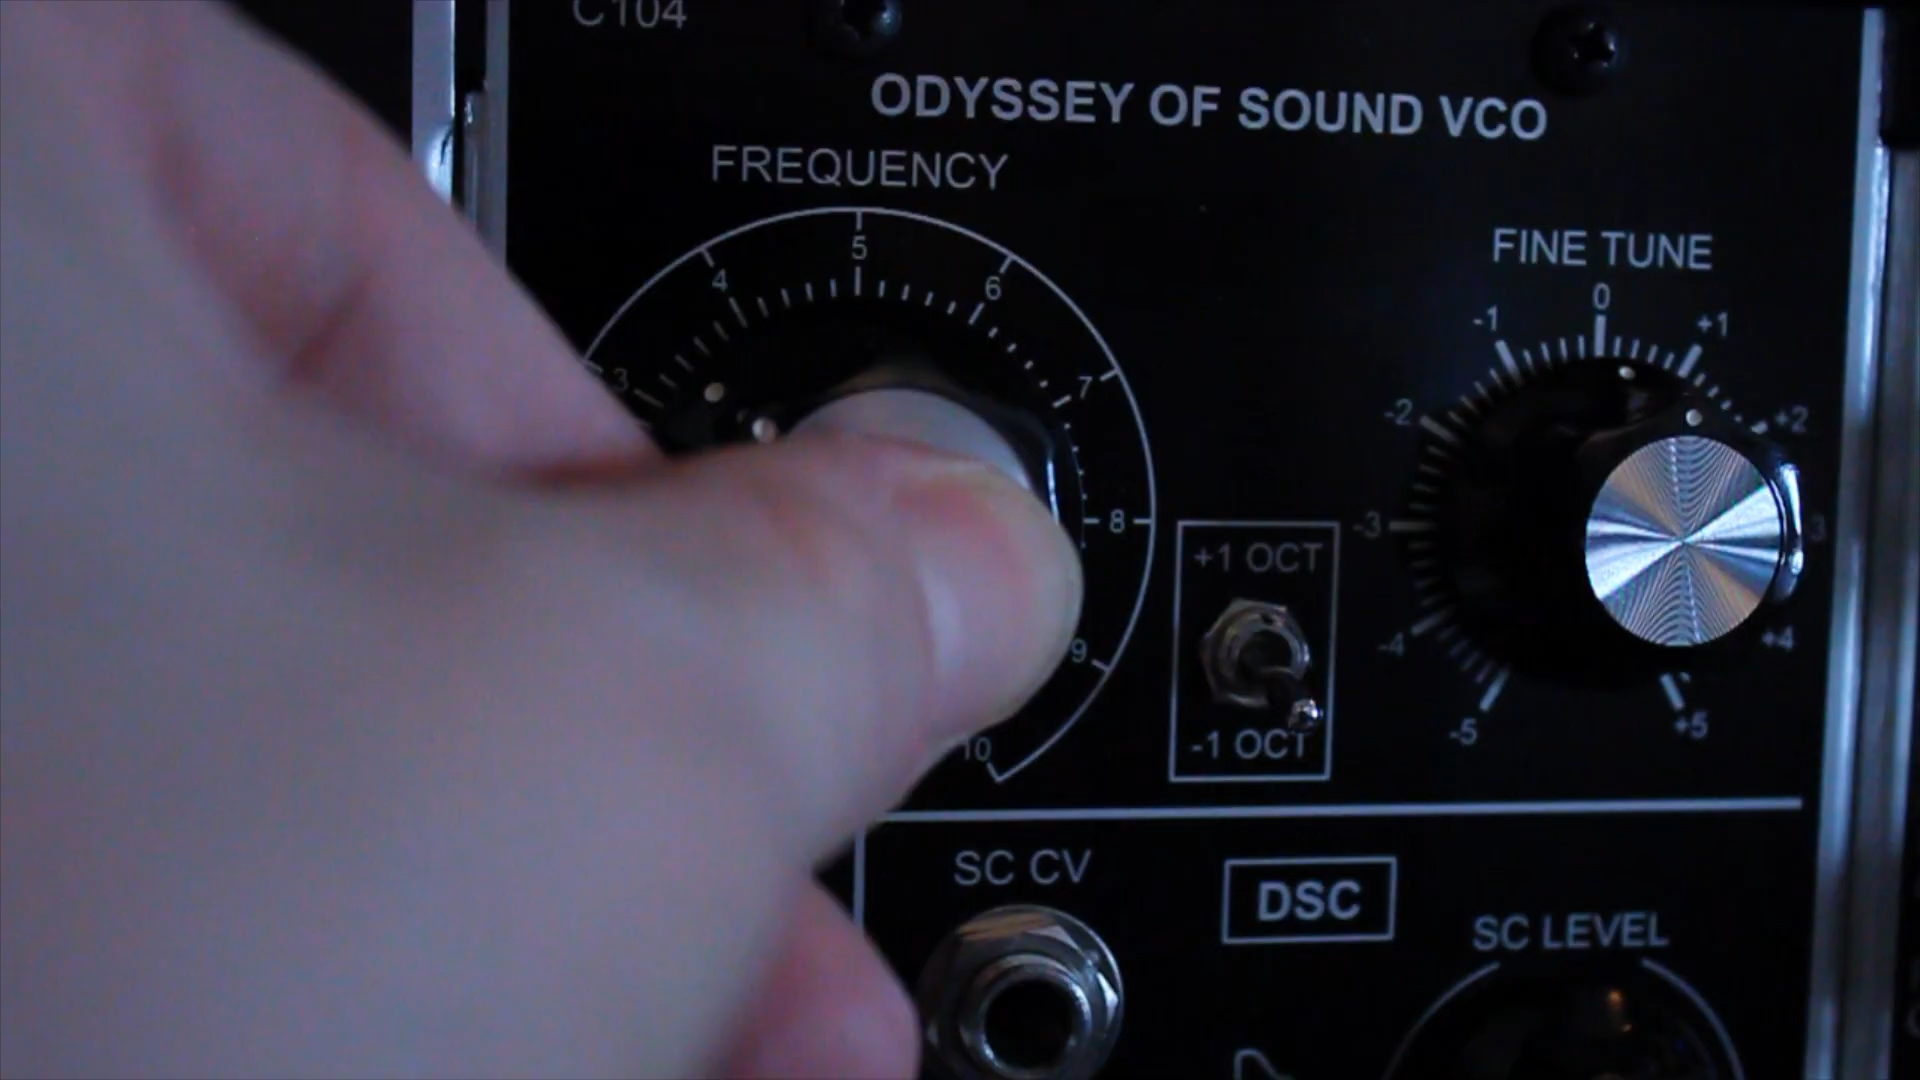 C104
ODYSSEY OF SOUND VCO
FREQUENCY
3
4
5
6
7
8
9
10
FINE TUNE
-5
-4
-3
-2
-1
0
+1
+2
3
+4
+5
+1 OCT
-1 OCT
SC CV
DSC
SC LEVEL